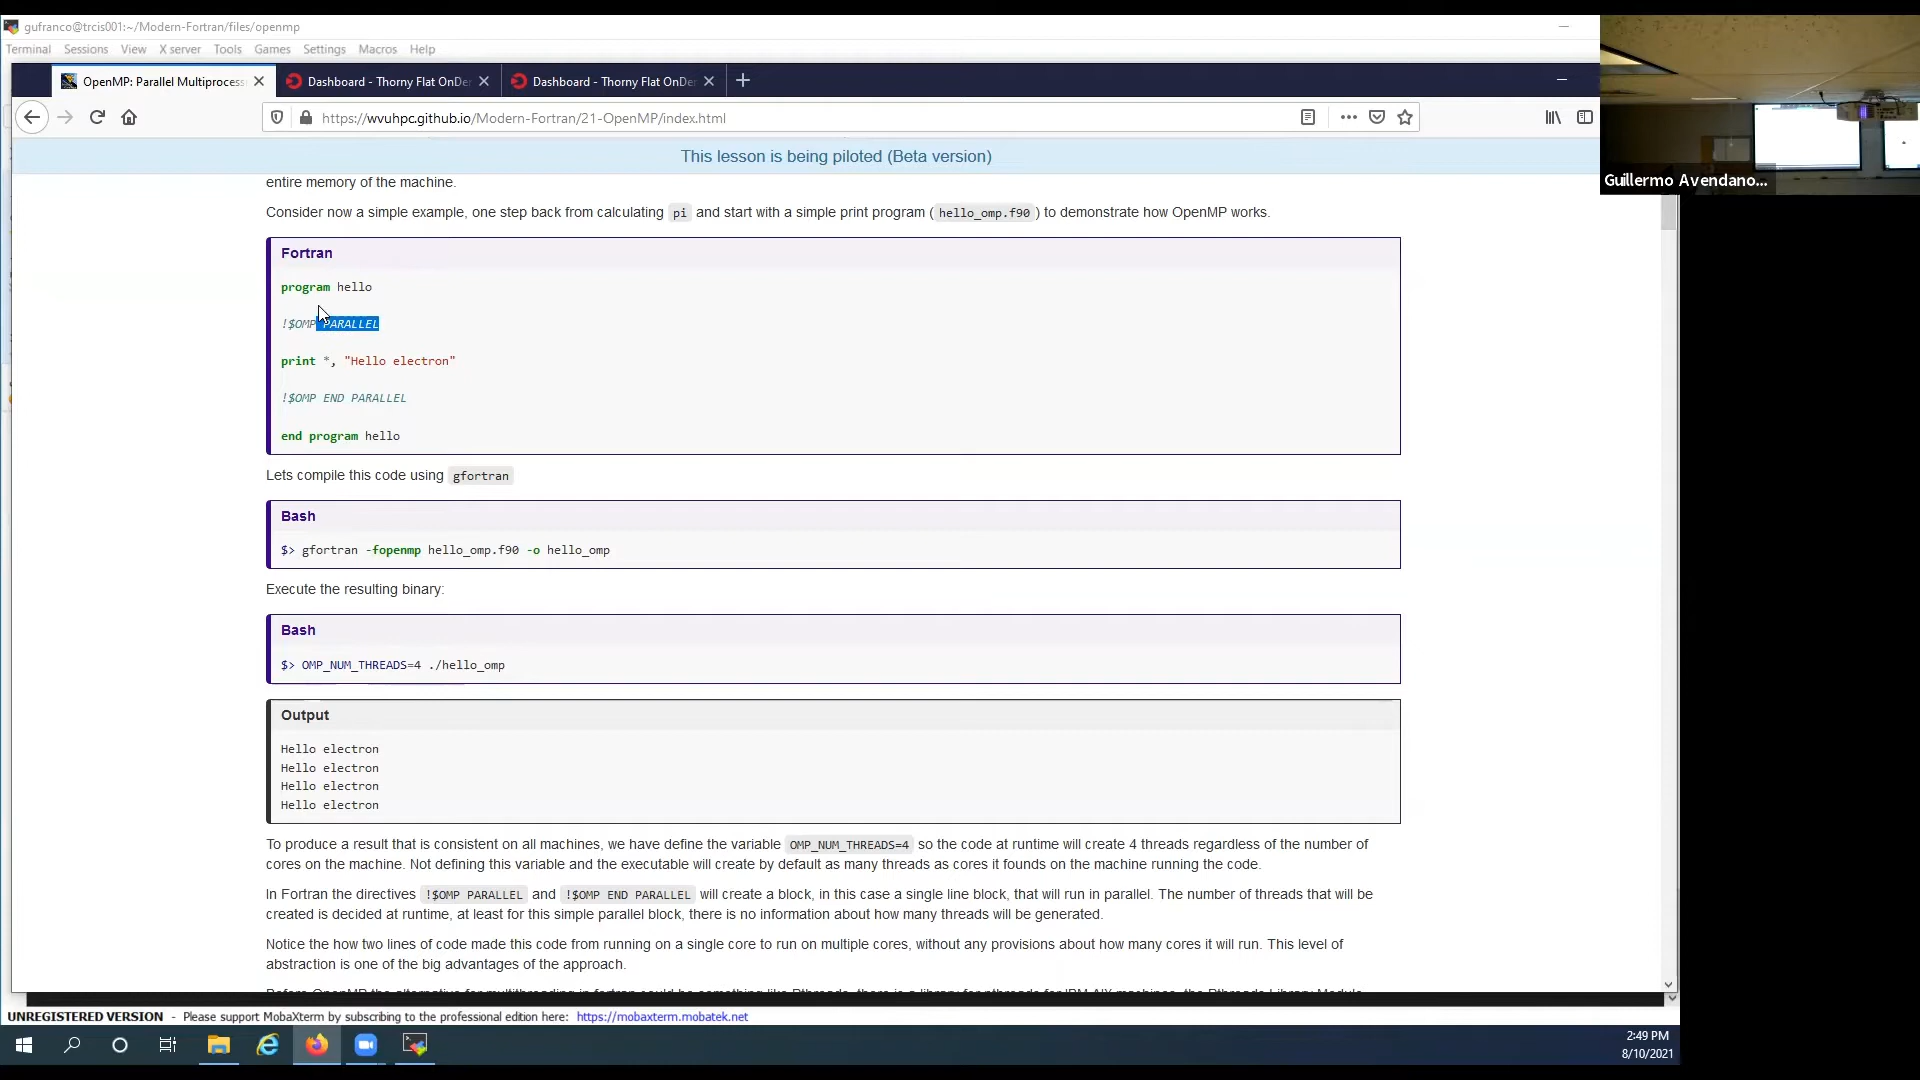 gufranco@trcis001:~/Modern-Fortran/files/openmp
Terminal Sessions View X server Tools Games Settings Macros Help
OpenMP: Parallel Multiprocess
Dashboard - Thorny Flat OnDe
Dashboard - Thorny Flat OnDe
https://wvuhpc.github.io/Modern-Fortran/21-OpenMP/index.html
This lesson is being piloted (Beta version)
Guillermo Avendano...
entire memory of the machine.
Consider now a simple example, one step back from calculating pi and start with a simple print program ( hello_omp.f90 ) to demonstrate how OpenMP works.
Fortran
program hello
!$OMP PARALLEL
print *, "Hello electron"
!$OMP END PARALLEL
end program hello
Lets compile this code using gfortran
Bash
$> gfortran -fopenmp hello_omp.f90 -o hello_omp
Execute the resulting binary:
Bash
$> OMP_NUM_THREADS=4 ./hello_omp
Output
Hello electron
Hello electron
Hello electron
Hello electron
To produce a result that is consistent on all machines, we have define the variable OMP_NUM_THREADS=4 so the code at runtime will create 4 threads regardless of the number of
cores on the machine. Not defining this variable and the executable will create by default as many threads as cores it founds on the machine running the code.
In Fortran the directives !$OMP PARALLEL and !$OMP END PARALLEL will create a block, in this case a single line block, that will run in parallel. The number of threads that will be
created is decided at runtime, at least for this simple parallel block, there is no information about how many threads will be generated.
Notice the how two lines of code made this code from running on a single core to run on multiple cores, without any provisions about how many cores it will run. This level of
abstraction is one of the big advantages of the approach.
UNREGISTERED VERSION - Please support MobaXterm by subscribing to the professional edition here: https://mobaxterm.mobatek.net
2:49 PM
8/10/2021